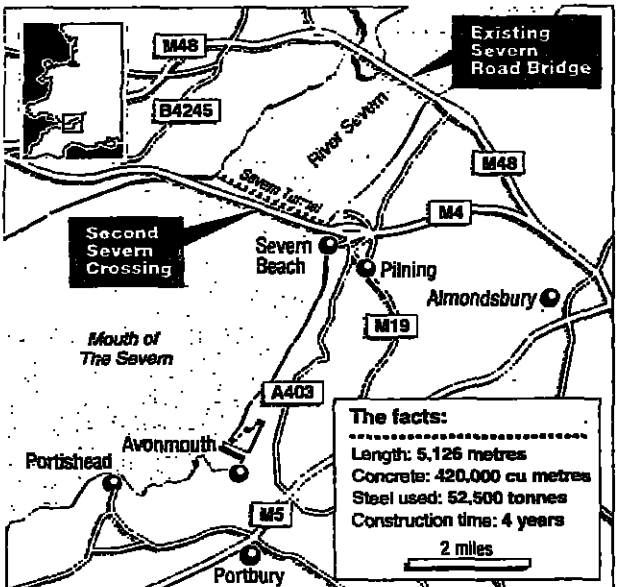 Existing
Severn
Road Bridge
M48
B4245
River Severn
M48
Severn Tunnel
M4
Second
Severn
Crossing
Severn
Beach
Pilning
Almondsbury
M19
Mouth of
The Severn
A403
Avonmouth
Portishead
M5
Portbury
The facts:
Length: 5,126 metres
Concrete: 420,000 cu metres
Steel used: 52,500 tonnes
Construction time: 4 years
2 miles